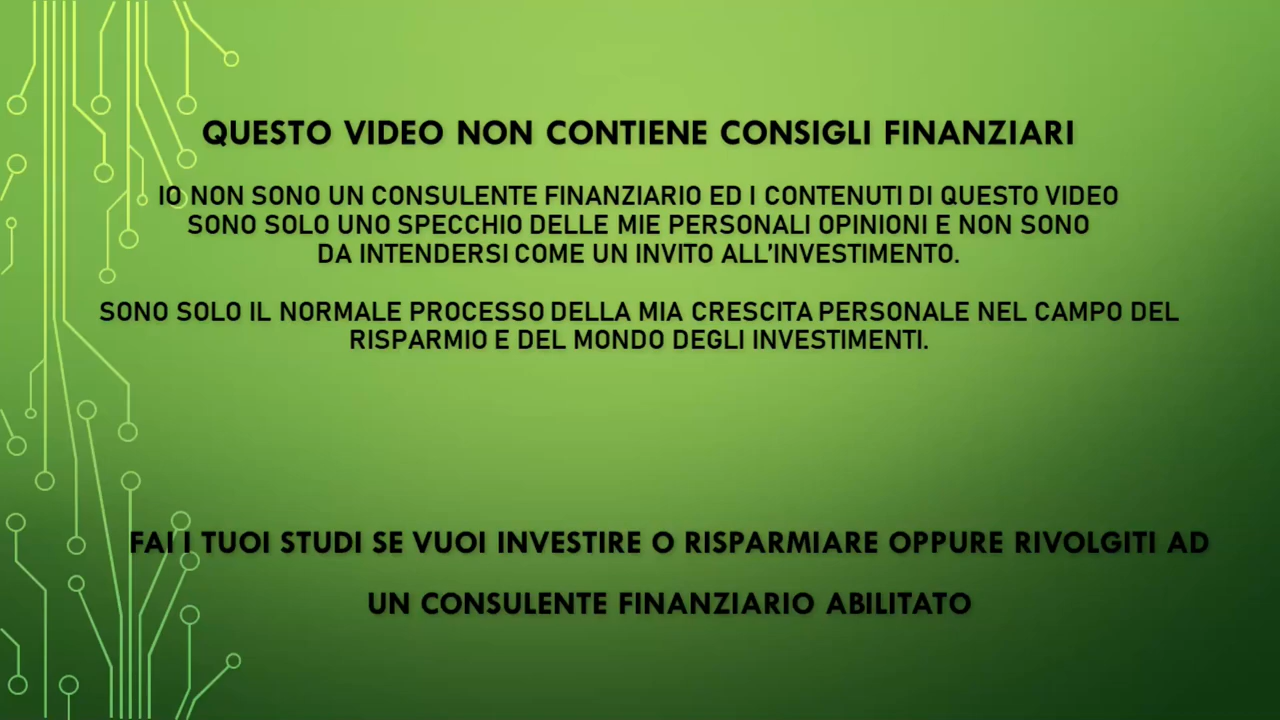 QUESTO VIDEO NON CONTIENE CONSIGLI FINANZIARI
IO NON SONO UN CONSULENTE FINANZIARIO ED I CONTENUTI DI QUESTO VIDEO
SONO SOLO UNO SPECCHIO DELLE MIE PERSONALI OPINIONI E NON SONO
DA INTENDERSI COME UN INVITO ALL'INVESTIMENTO.
SONO SOLO IL NORMALE PROCESSO DELLA MIA CRESCITA PERSONALE NEL CAMPO DEL
RISPARMIO E DEL MONDO DEGLI INVESTIMENTI.
FAI I TUOI STUDI SE VUOI INVESTIRE O RISPARMIARE OPPURE RIVOLGITI AD
UN CONSULENTE FINANZIARIO ABILITATO